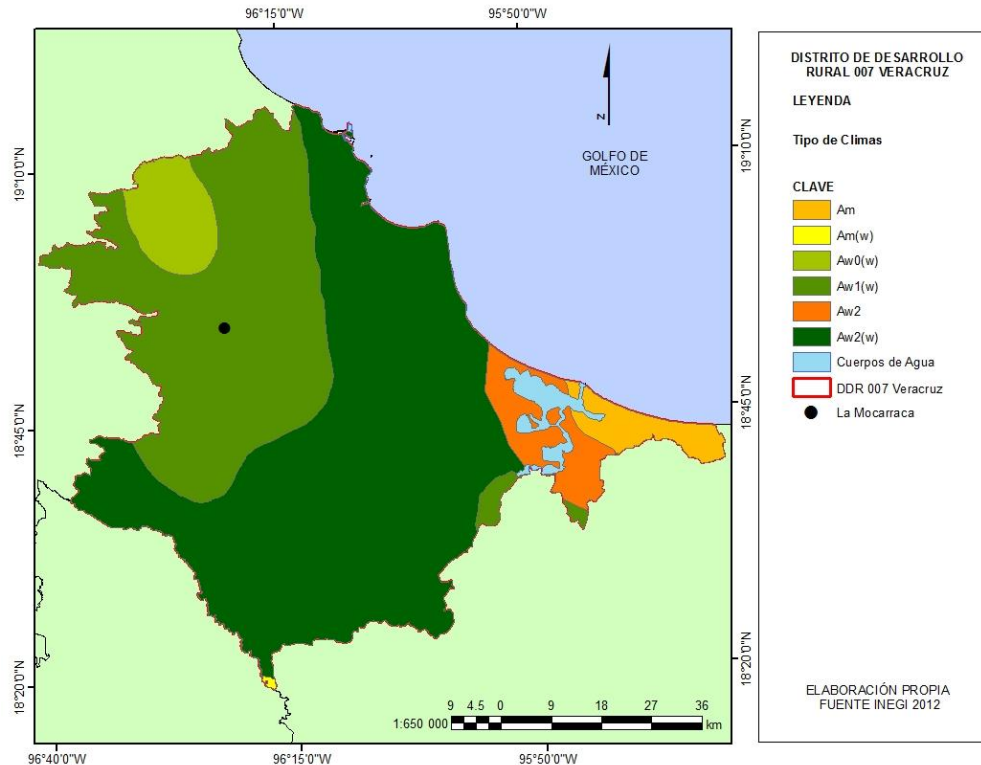 96°15'0"W
95°50'0"W
19°10'0"N
19°10'0"N
18°45'0"N
18°45'0"N
18°20'0"N
18°20'0"N
N
GOLFO DE
MÉXICO
9 4.5 0 9 18 27 36
1:650 000
km
96°40'0"W
96°15'0"W
95°50'0"W
DISTRITO DE DESARROLLO
RURAL 007 VERACRUZ
LEYENDA
Tipo de Climas
CLAVE
Am
Am(w)
Aw0(w)
Aw1(w)
Aw2
Aw2(w)
Cuerpos de Agua
DDR 007 Veracruz
La Mocarraca
ELABORACIÓN PROPIA
FUENTE INEGI 2012